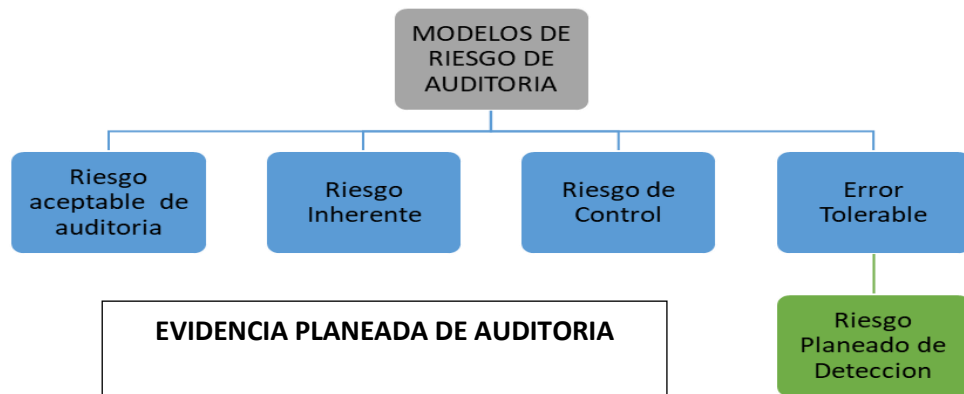 MODELOS DE
RIESGO DE
AUDITORIA
Riesgo
aceptable de
auditoria
Riesgo
Inherente
Riesgo de
Control
Error
Tolerable
EVIDENCIA PLANEADA DE AUDITORIA
Riesgo
Planeado de
Deteccion